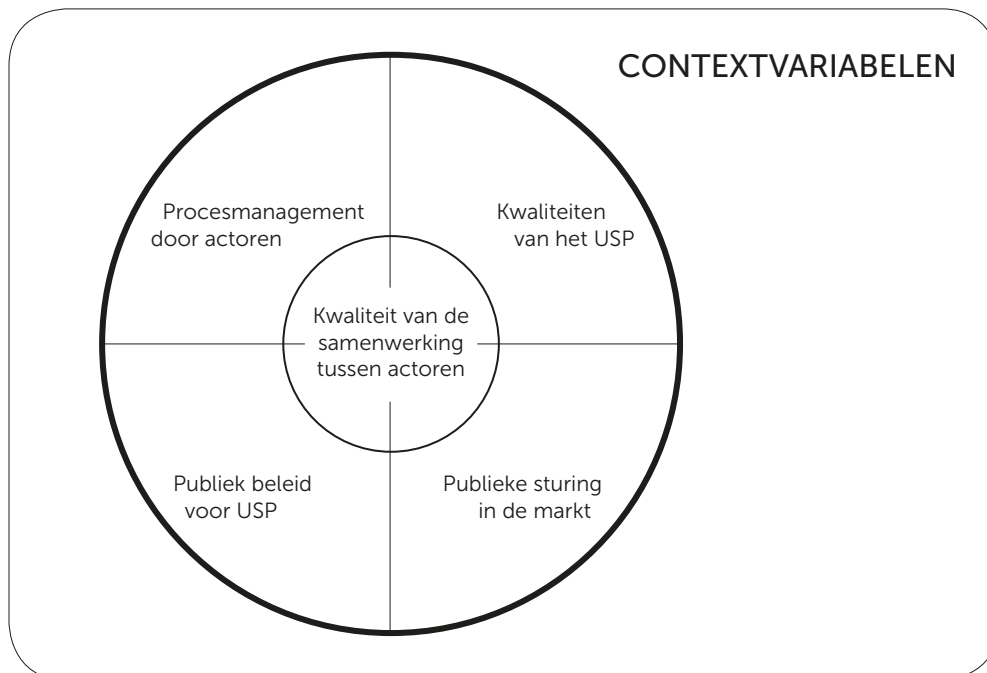 CONTEXTVARIABELEN
Procesmanagement
door actoren
Kwaliteiten
van het USP
Kwaliteit van de
samenwerking
tussen actoren
Publiek beleid
voor USP
Publieke sturing
in de markt